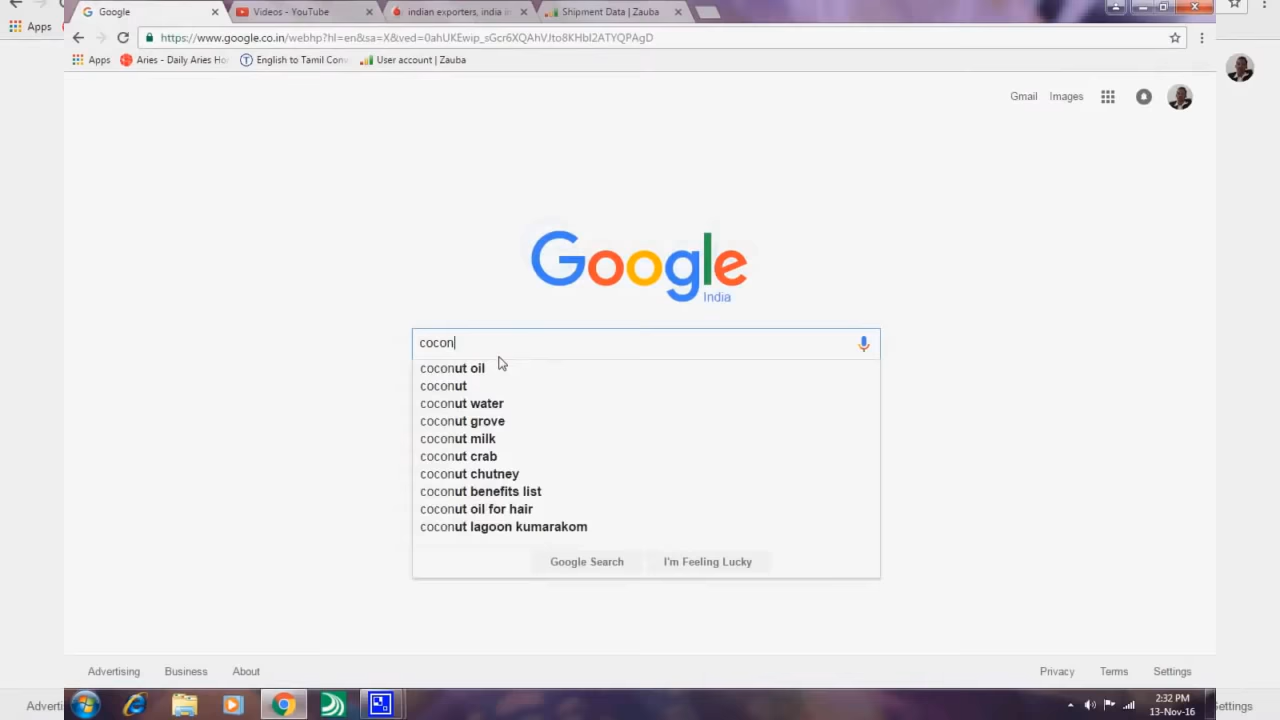 Google
Videos - YouTube
indian exporters, india in
Shipment Data | Zauba
https://www.google.co.in/webhp?hl=en&sa=X&ved=0ahUKEwip_sGcr6XQAhVJto8KHbI2ATYQPAgD
Apps
Apps
Aries - Daily Aries Ho
English to Tamil Conv
User account | Zauba
Gmail
Images
Google
India
cocon
coconut oil
coconut
coconut water
coconut grove
coconut milk
coconut crab
coconut chutney
coconut benefits list
coconut oil for hair
coconut lagoon kumarakom
Google Search
I'm Feeling Lucky
Advertising
Business
About
Privacy
Terms
Settings
Adverti
2:32 PM
13-Nov-16
Settings